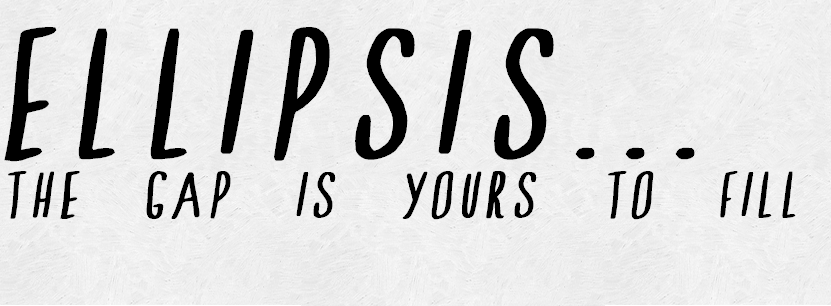 ELLIPSIS...
THE GAP IS YOURS TO FILL